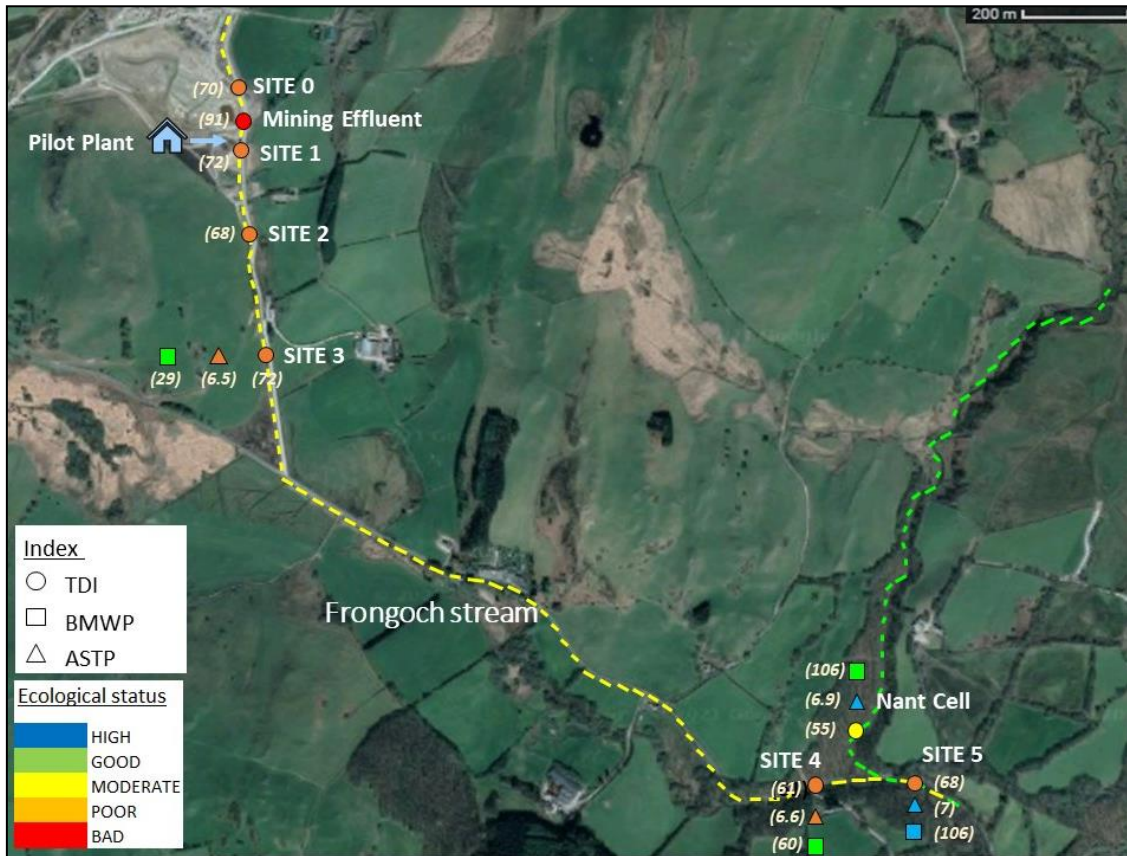 200 m
(70) SITE 0
(91) Mining Effluent
Pilot Plant
(72) SITE 1
(68) SITE 2
SITE 3
(29) (6.5) (72)
Index
TDI
BMWP
ASTP
Ecological status
HIGH
GOOD
MODERATE
POOR
BAD
Frongoch stream
(106)
(6.9) Nant Cell
(55)
SITE 4 SITE 5
(61) (68)
(6.6) (7)
(60) (106)